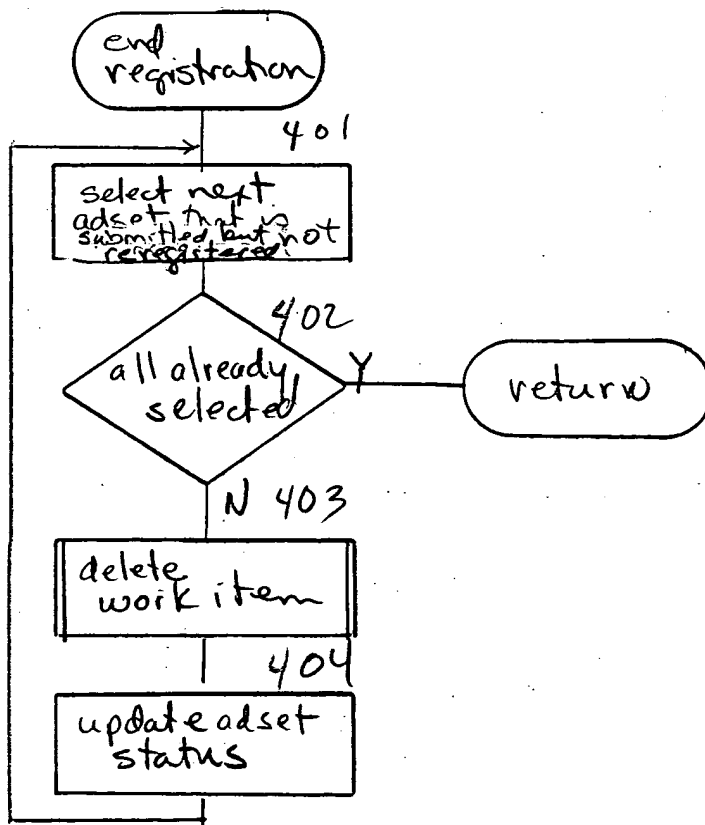 end
registration
401
select next
adset that is
submitted but not
reregistered
402
all already
selected
Y
return
N 403
delete
work item
404
update adset
status